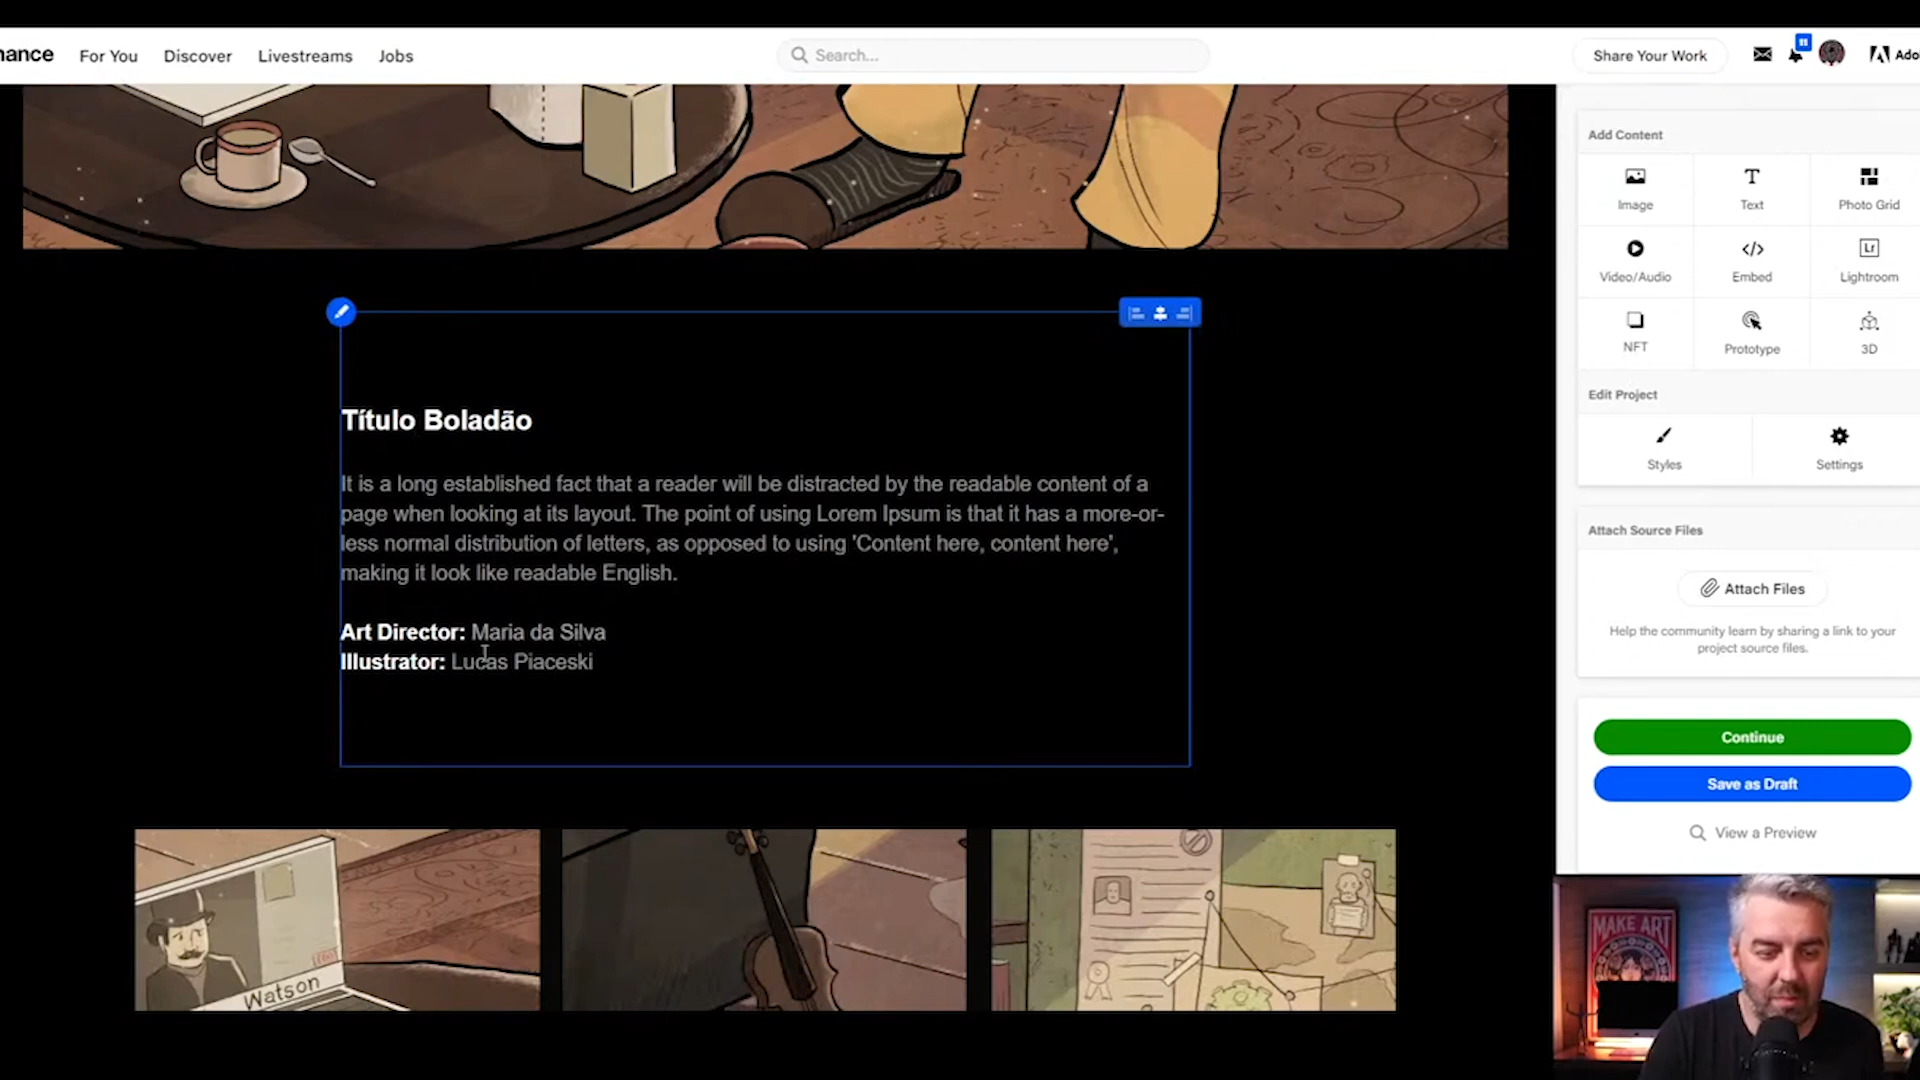 nance
For You
Discover
Livestreams
Jobs
Search...
Share Your Work
Add Content
Image
Text
Photo Grid
Video/Audio
Embed
Lr
Lightroom
NFT
Prototype
3D
Edit Project
Styles
Settings
Attach Source Files
Attach Files
Help the community learn by sharing a link to your
project source files.
Continue
Save as Draft
View a Preview
Título Boladão
It is a long established fact that a reader will be distracted by the readable content of a
page when looking at its layout. The point of using Lorem Ipsum is that it has a more-or-
less normal distribution of letters, as opposed to using 'Content here, content here',
making it look like readable English.
Art Director: Maria da Silva
Illustrator: Lucas Piaceski
Watson
MAKE ART